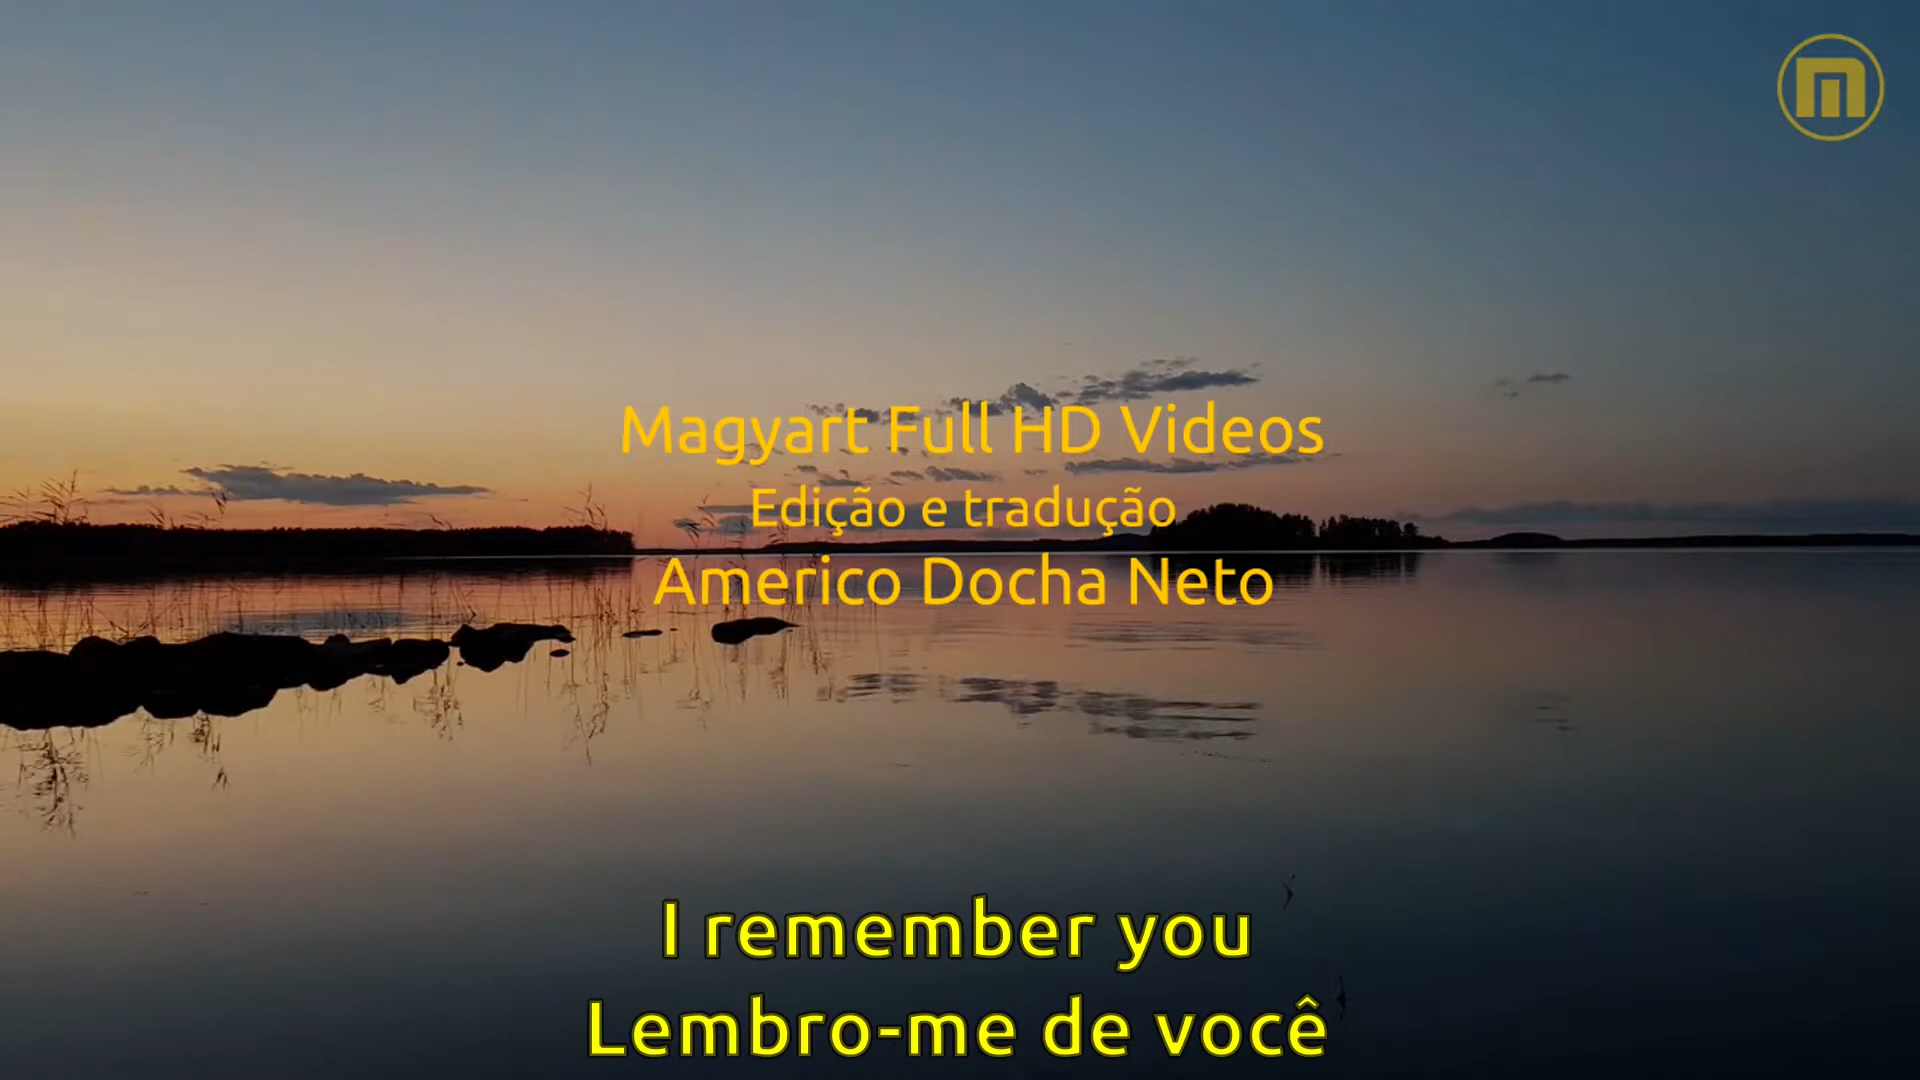 Magyart Full HD Videos
Edição e tradução
Americo Docha Neto
I remember you
Lembro-me de você